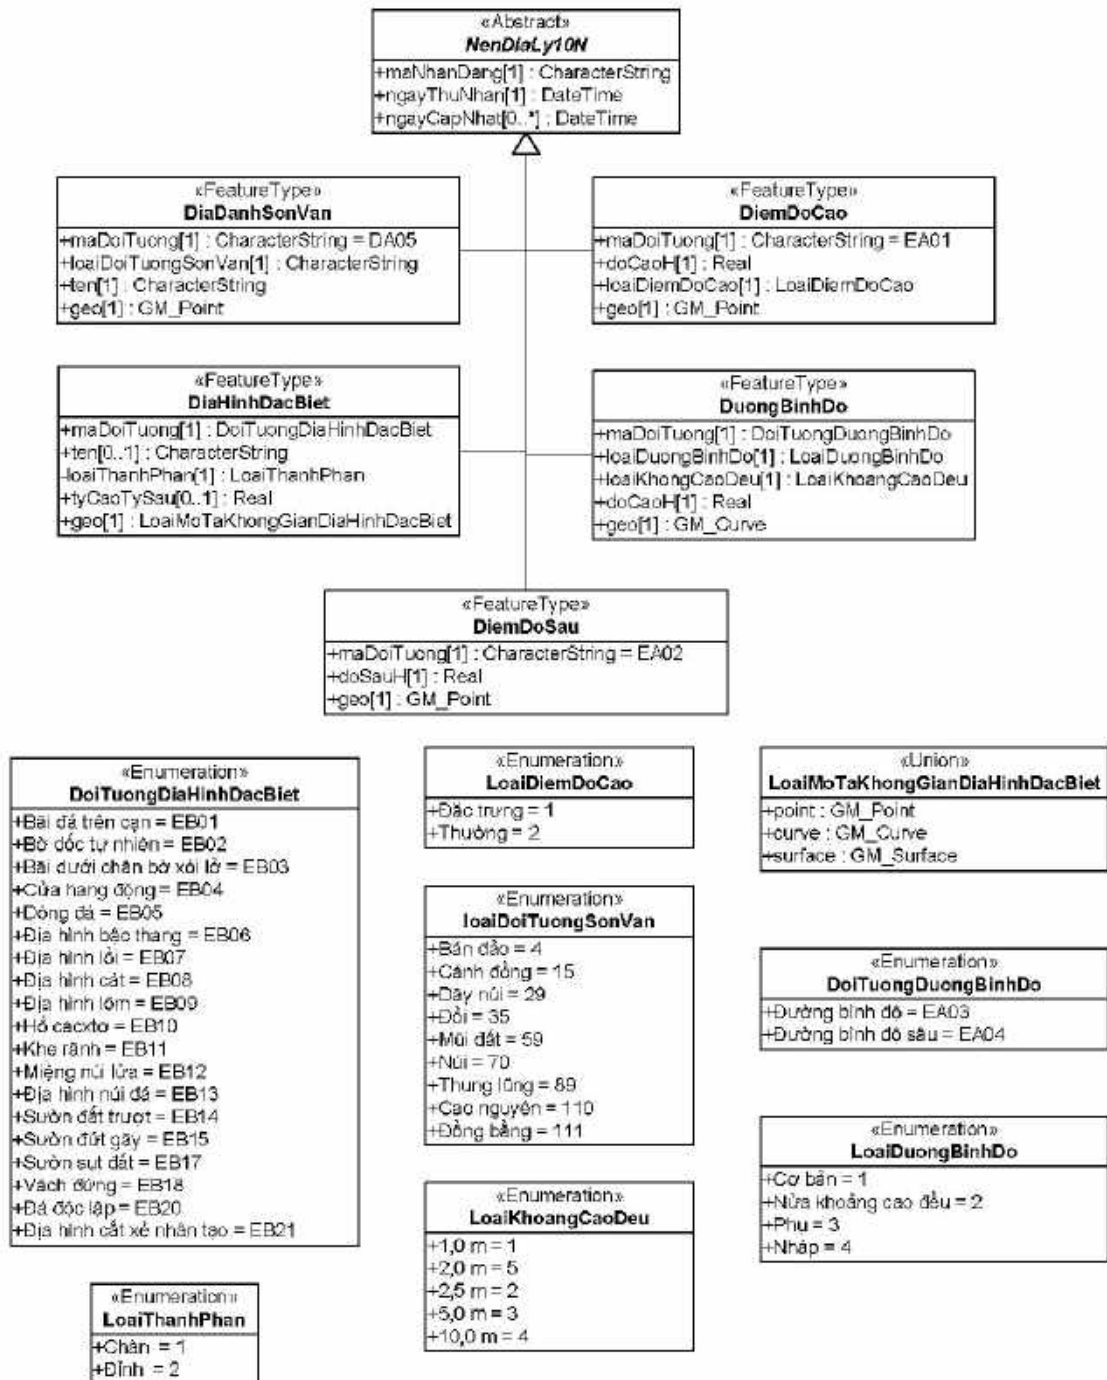 «Abstract»
NenDiaLy10N
+maNhanDang[1] : CharacterString
+ngayThuNhan[1] : DateTime
+ngayCapNhat[0..*] : DateTime
«FeatureType»
DiaDanhSonVan
+maDoiTuong[1] : CharacterString = DA05
+loaiDoiTuongSonVan[1] : CharacterString
+ten[1] : CharacterString
+geo[1] : GM_Point
«FeatureType»
DiemDoCao
+maDoiTuong[1] : CharacterString = EA01
+doCaoH[1] : Real
+loaiDiemDoCao[1] : LoaiDiemDoCao
+geo[1] : GM_Point
«FeatureType»
DiaHinhDacBiet
+maDoiTuong[1] : DoiTuongDiaHinhDacBiet
+ten[0..1] : CharacterString
-loaiThanhPhan[1] : LoaiThanhPhan
+tyCaoTySau[0..1] : Real
+geo[1] : LoaiMoTaKhongGianDiaHinhDacBiet
«FeatureType»
DuongBinhDo
+maDoiTuong[1] : DoiTuongDuongBinhDo
+loaiDuongBinhDo[1] : LoaiDuongBinhDo
+loaiKhongCaoDeu[1] : LoaiKhoangCaoDeu
+doCaoH[1] : Real
+geo[1] : GM_Curve
«FeatureType»
DiemDoSau
+maDoiTuong[1] : CharacterString = EA02
+doSauH[1] : Real
+geo[1] : GM_Point
«Enumeration»
DoiTuongDiaHinhDacBiet
+Bãi đá trên cạn = EB01
+Bờ dốc tự nhiên = EB02
+Bãi dưới chân bờ xói lở = EB03
+Cửa hang động = EB04
+Dòng đá = EB05
+Địa hình bậc thang = EB06
+Địa hình lồi = EB07
+Địa hình cát = EB08
+Địa hình lõm = EB09
+Hố cacxtơ = EB10
+Khe rãnh = EB11
+Miệng núi lửa = EB12
+Địa hình núi đá = EB13
+Sườn đất trượt = EB14
+Sườn đứt gãy = EB15
+Sườn sụt đất = EB17
+Vách đứng = EB18
+Đá độc lập = EB20
+Địa hình cắt xẻ nhân tạo = EB21
«Enumeration»
LoaiThanhPhan
+Chân = 1
+Đỉnh = 2
«Enumeration»
LoaiDiemDoCao
+Đặc trưng = 1
+Thường = 2
«Enumeration»
loaiDoiTuongSonVan
+Bán đảo = 4
+Cánh đồng = 15
+Dãy núi = 29
+Đồi = 35
+Mũi đất = 59
+Núi = 70
+Thung lũng = 89
+Cao nguyên = 110
+Đồng bằng = 111
«Enumeration»
LoaiKhoangCaoDeu
+1,0 m = 1
+2,0 m = 5
+2,5 m = 2
+5,0 m = 3
+10,0 m = 4
«Union»
LoaiMoTaKhongGianDiaHinhDacBiet
+point : GM_Point
+curve : GM_Curve
+surface : GM_Surface
«Enumeration»
DoiTuongDuongBinhDo
+Đường bình độ = EA03
+Đường bình độ sâu = EA04
«Enumeration»
LoaiDuongBinhDo
+Cơ bản = 1
+Nửa khoảng cao đều = 2
+Phụ = 3
+Nháp = 4